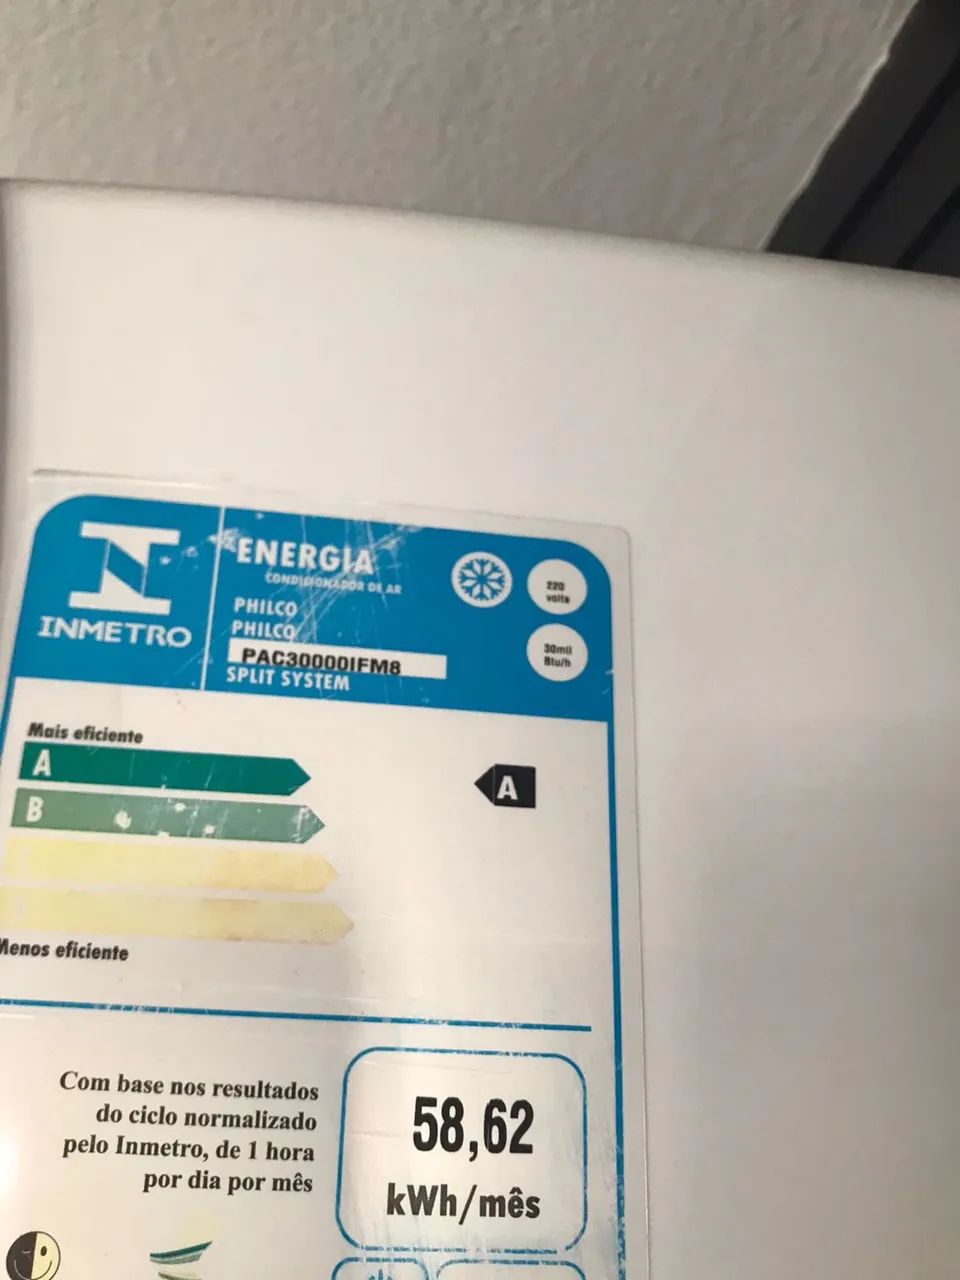 INMETRO
ENERGIA
CONDICIONADOR DE AR
PHILCO
PHILCO
PAC30000IFM8
SPLIT SYSTEM
220
volts
30mil
Btu/h
Mais eficiente
A
A
B
Menos eficiente
Com base nos resultados
do ciclo normalizado
pelo Inmetro, de 1 hora
por dia por mês
58,62
kWh/mês